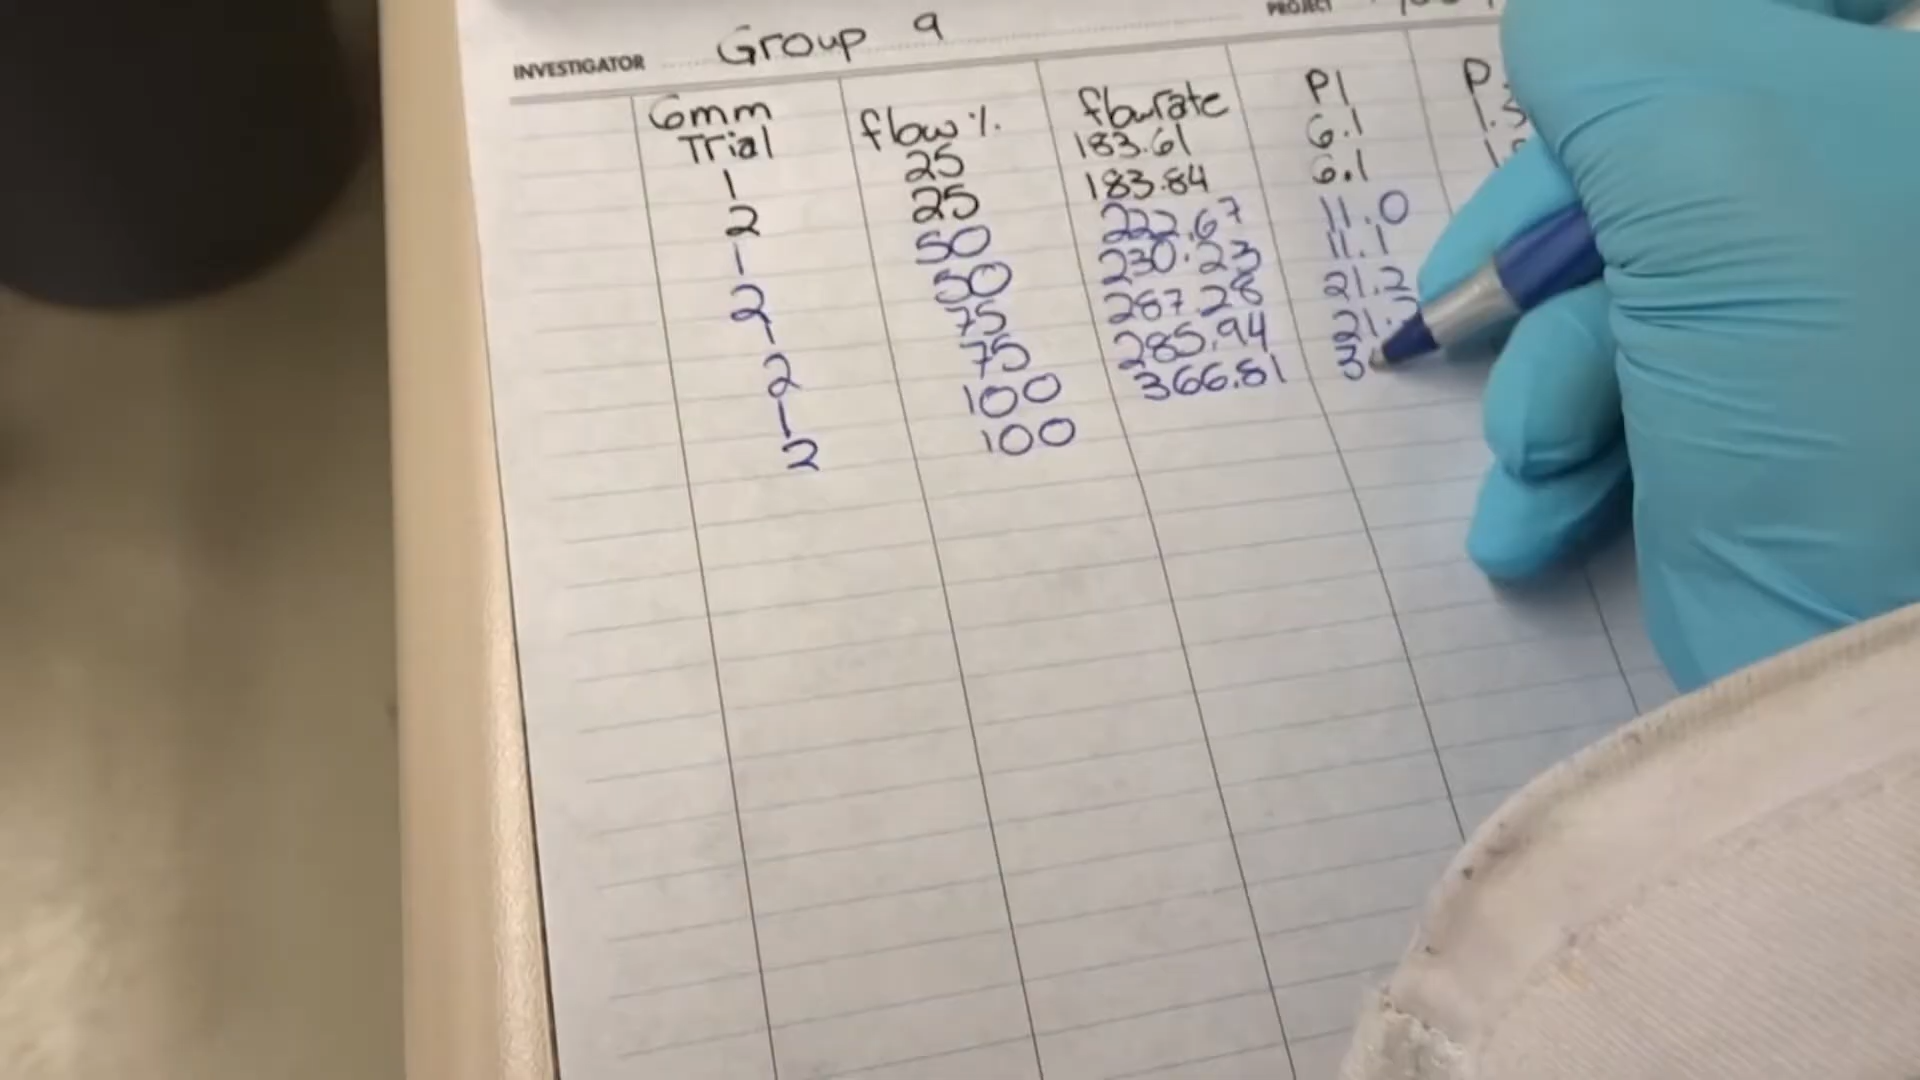 INVESTIGATOR Group 9 PROJECT
6mm
Trial flow % flowrate P1 P
1 25 183.61 6.1
2 25 183.84 6.1
1 50 222.67 11.0
2 50 230.23 11.1
1 75 287.28 21.2
2 75 285.94 21.
1 100 366.81 3
2 100